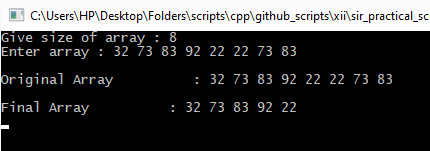 C:\Users\HP\Desktop\Folders\scripts\cpp\github_scripts\xii\sir_practical_sc
Give size of array : 8
Enter array : 32 73 83 92 22 22 73 83
Original Array          : 32 73 83 92 22 22 73 83
Final Array          : 32 73 83 92 22